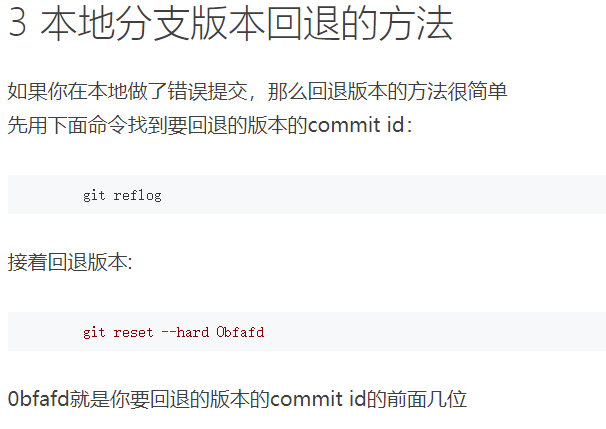 3 本地分支版本回退的方法
如果你在本地做了错误提交，那么回退版本的方法很简单
先用下面命令找到要回退的版本的commit id：
git reflog
接着回退版本:
git reset --hard Obfafd
0bfafd就是你要回退的版本的commit id的前面几位